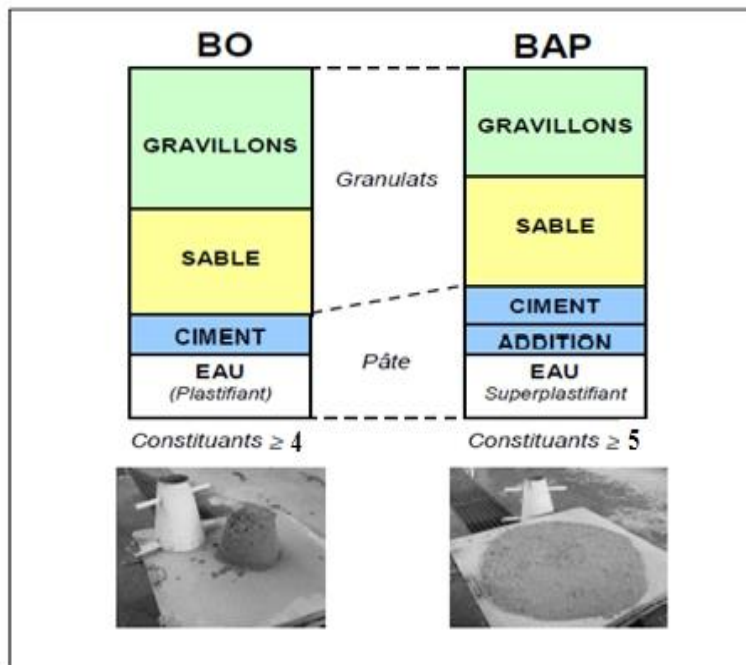 BO
BAP
GRAVILLONS
GRAVILLONS
Granulats
SABLE
SABLE
CIMENT
CIMENT
ADDITION
Pâte
EAU
(Plastifiant)
EAU
Superplastifiant
Constituants ≥ 4
Constituants ≥ 5